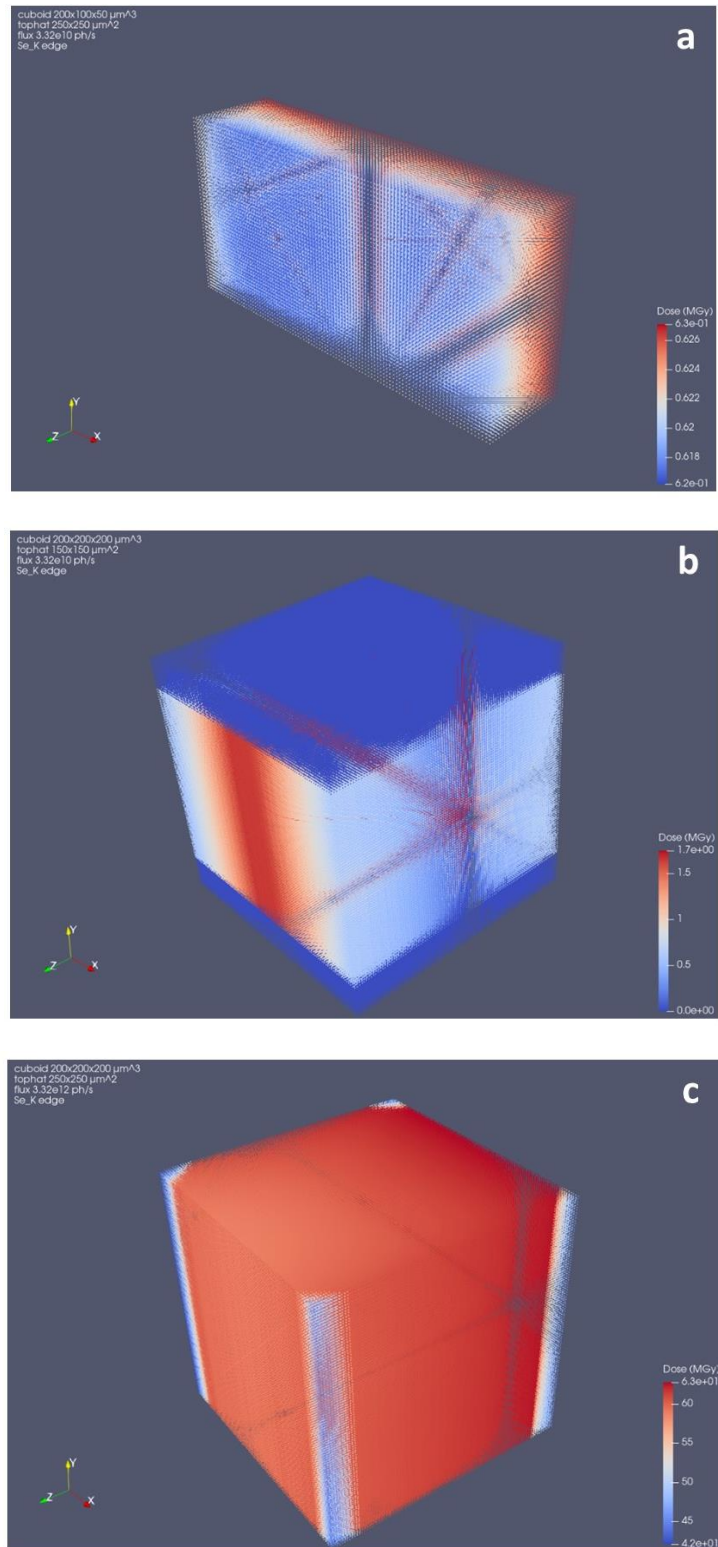 cuboid 200x100x50 µm^3
tophat 250x250 µm^2
flux 3.32e10 ph/s
Se_K edge
a
Dose (MGy)
6.3e-01
0.626
0.624
0.622
0.62
0.618
6.2e-01
Y
Z
X
cuboid 200x200x200 µm^3
tophat 150x150 µm^2
flux 3.32e10 ph/s
Se_K edge
b
Dose (MGy)
1.7e+00
1.5
1
0.5
0.0e+00
Y
Z
X
cuboid 200x200x200 µm^3
tophat 250x250 µm^2
flux 3.32e12 ph/s
Se_K edge
c
Dose (MGy)
6.3e+01
60
55
50
45
4.2e+01
Y
Z
X